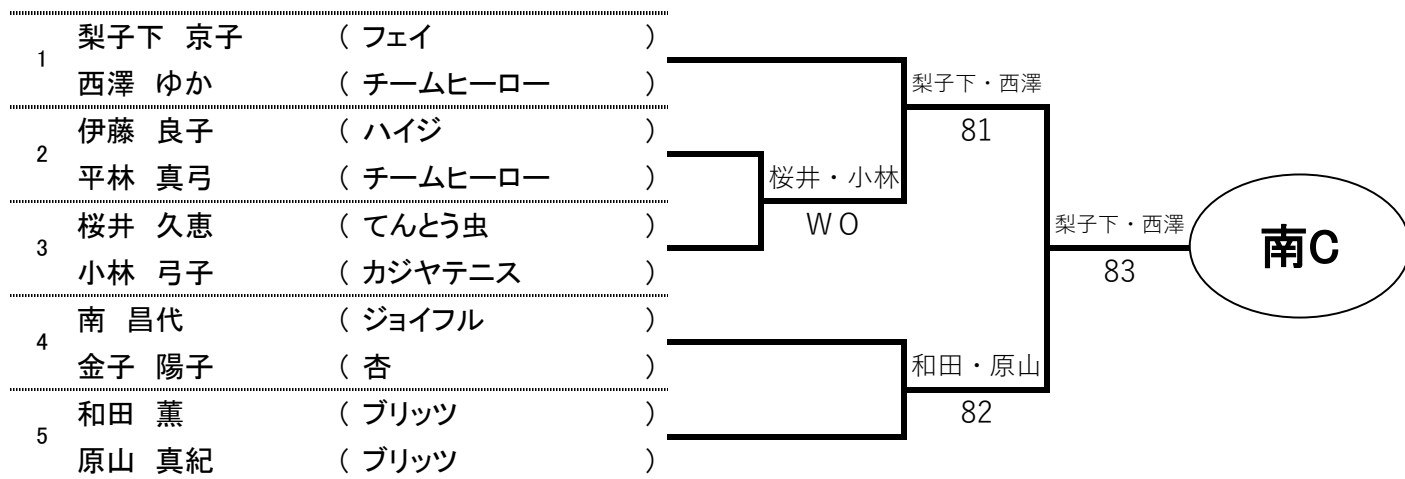 1
梨子下 京子 ( フェイ )
西澤 ゆか ( チームヒーロー )
2
伊藤 良子 ( ハイジ )
平林 真弓 ( チームヒーロー )
3
桜井 久恵 ( てんとう虫 )
小林 弓子 ( カジヤテニス )
4
南 昌代 ( ジョイフル )
金子 陽子 ( 杏 )
5
和田 薫 ( ブリッツ )
原山 真紀 ( ブリッツ )
桜井・小林
WO
梨子下・西澤
81
和田・原山
82
梨子下・西澤
83
南C